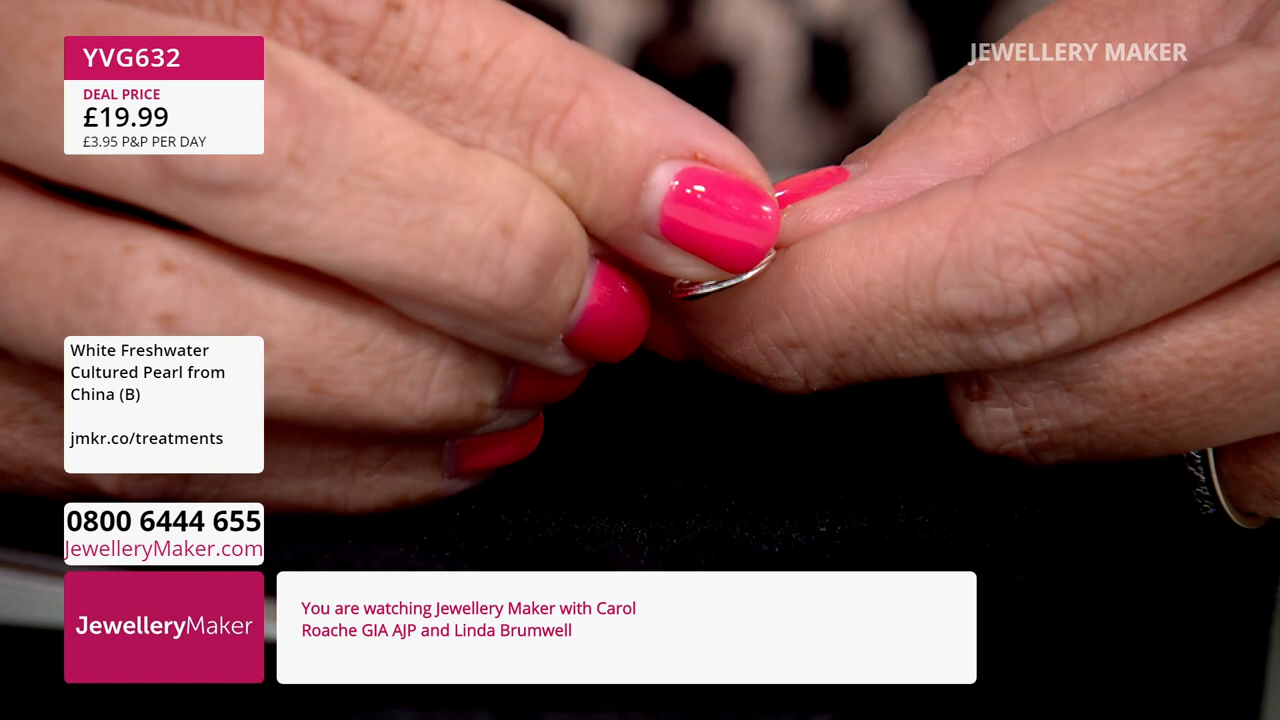 YVG632
DEAL PRICE
£19.99
£3.95 P&P PER DAY
JEWELLERY MAKER
White Freshwater
Cultured Pearl from
China (B)
jmkr.co/treatments
0800 6444 655
JewelleryMaker.com
JewelleryMaker
You are watching Jewellery Maker with Carol
Roache GIA AJP and Linda Brumwell